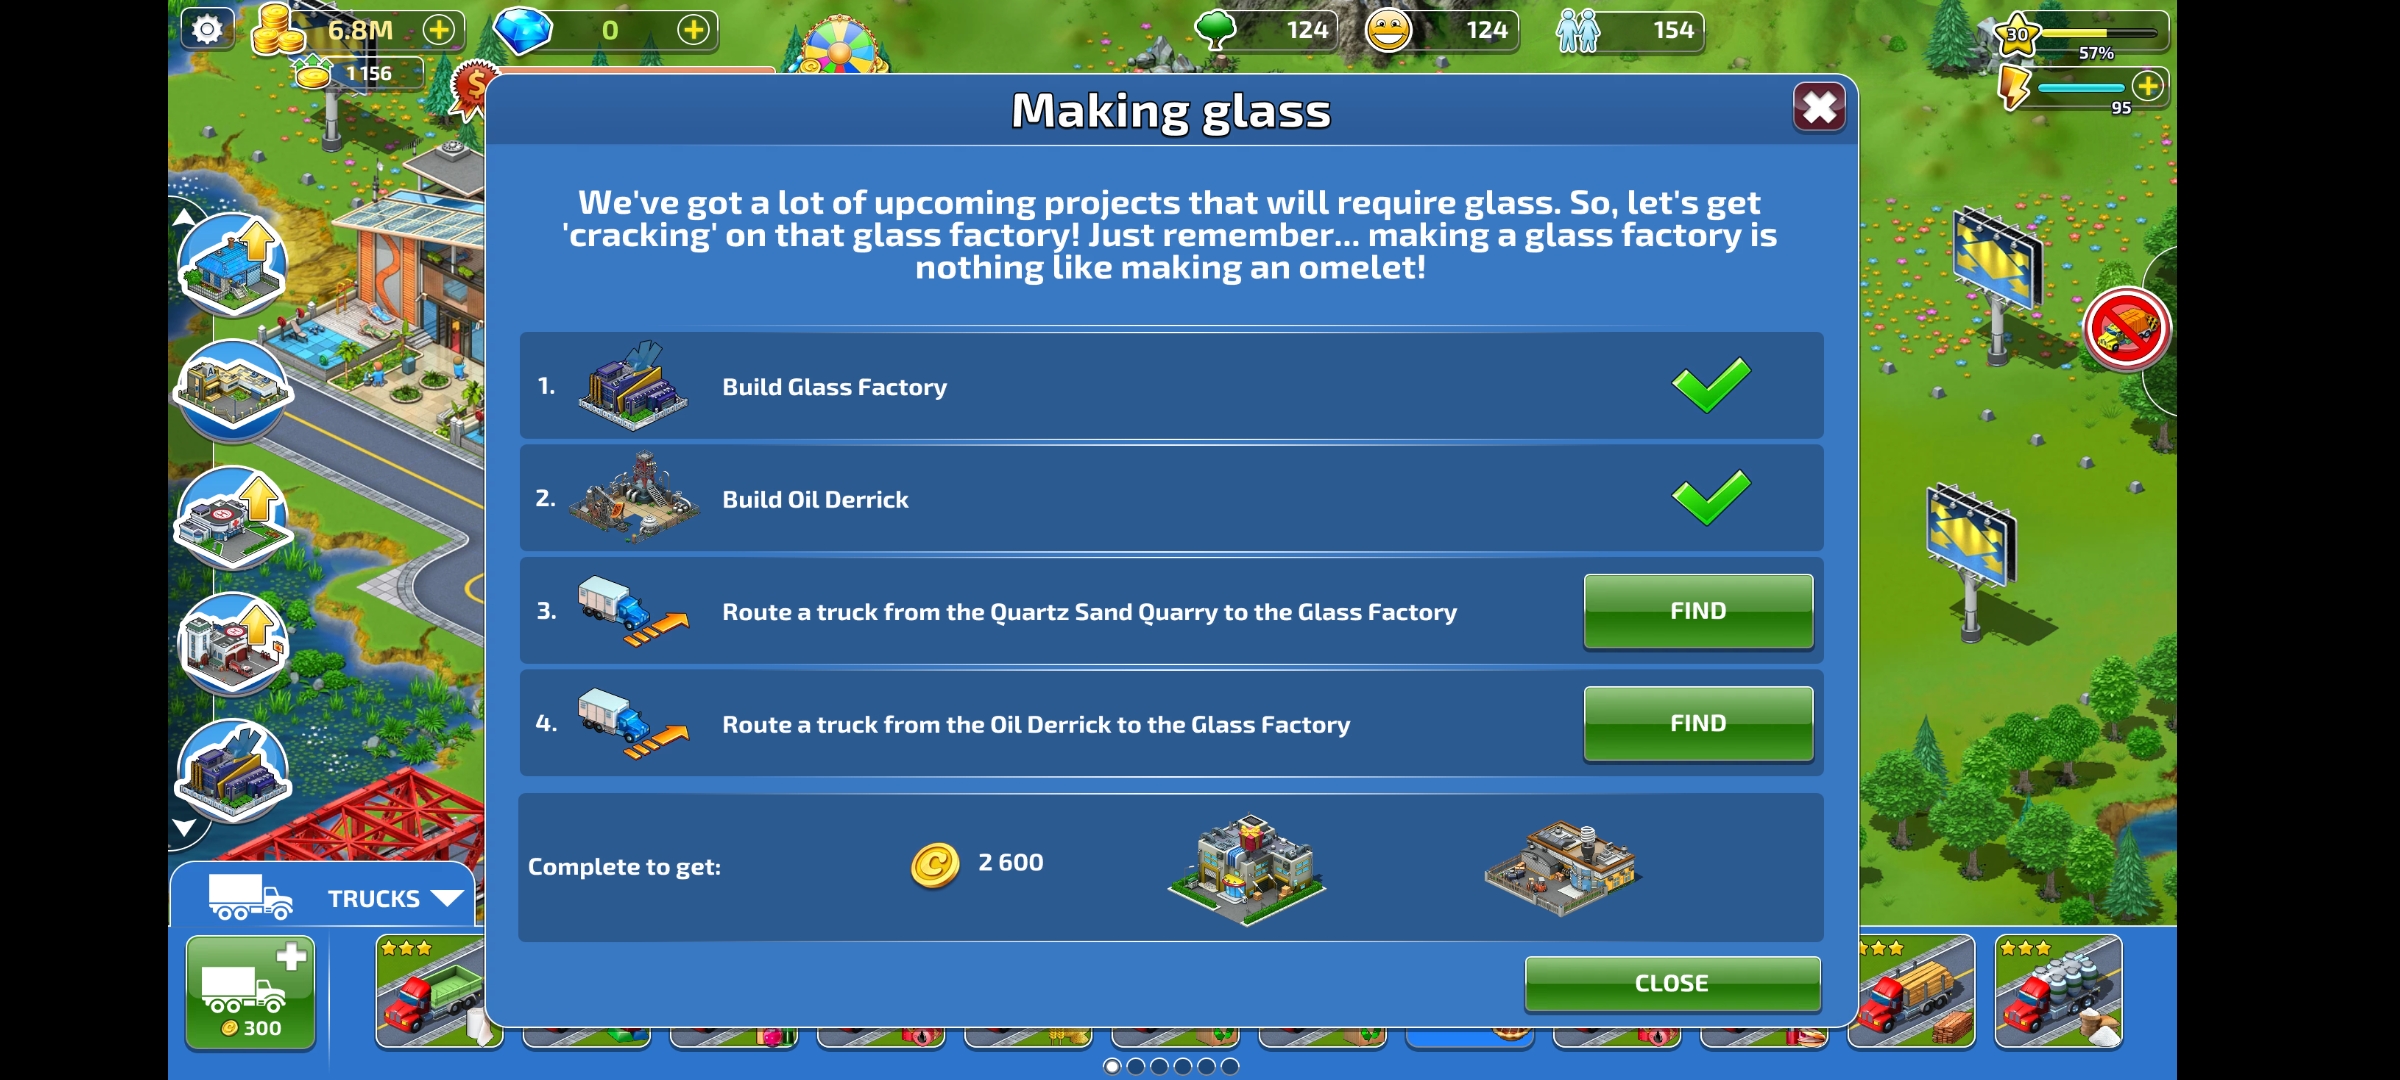 6.8M
0
124
124
154
30
57%
1 156
95
Making glass
We've got a lot of upcoming projects that will require glass. So, let's get
'cracking' on that glass factory! Just remember... making a glass factory is
nothing like making an omelet!
1.
Build Glass Factory
2.
Build Oil Derrick
3.
Route a truck from the Quartz Sand Quarry to the Glass Factory
FIND
4.
Route a truck from the Oil Derrick to the Glass Factory
FIND
Complete to get:
2 600
TRUCKS
CLOSE
300